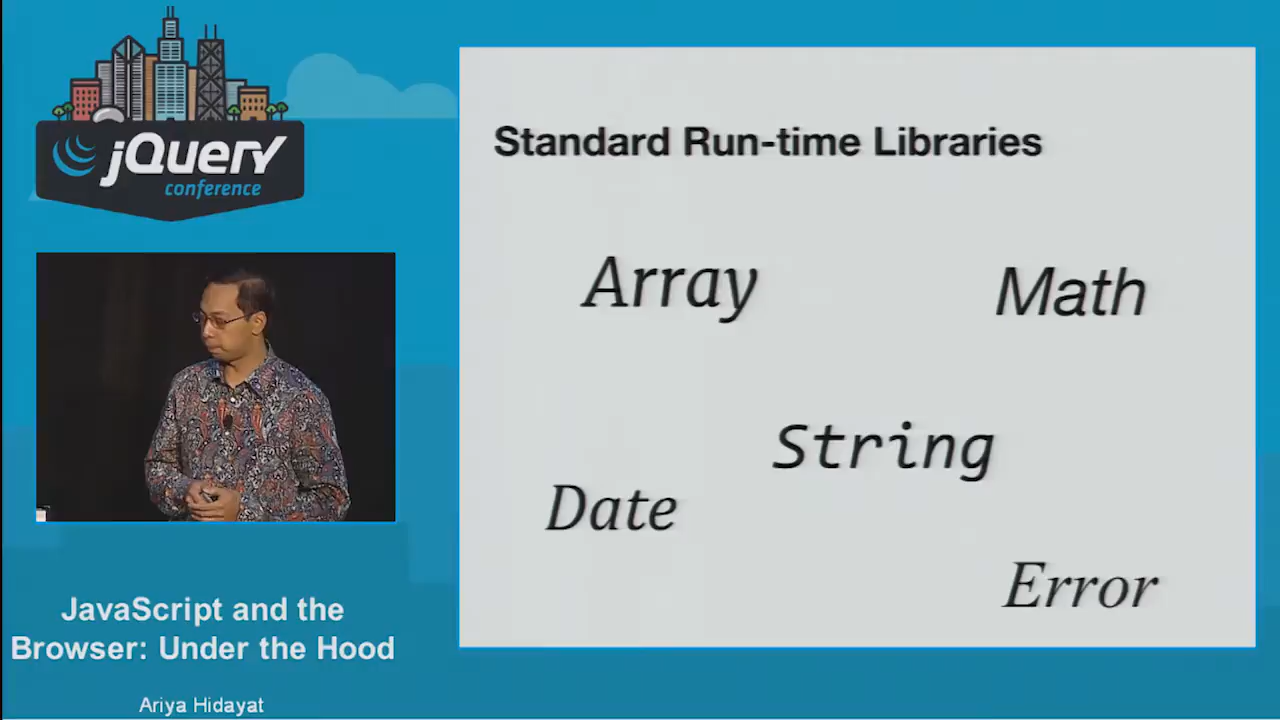 jQuery
conference
Standard Run-time Libraries
Array
Math
String
Date
Error
JavaScript and the
Browser: Under the Hood
Ariya Hidayat